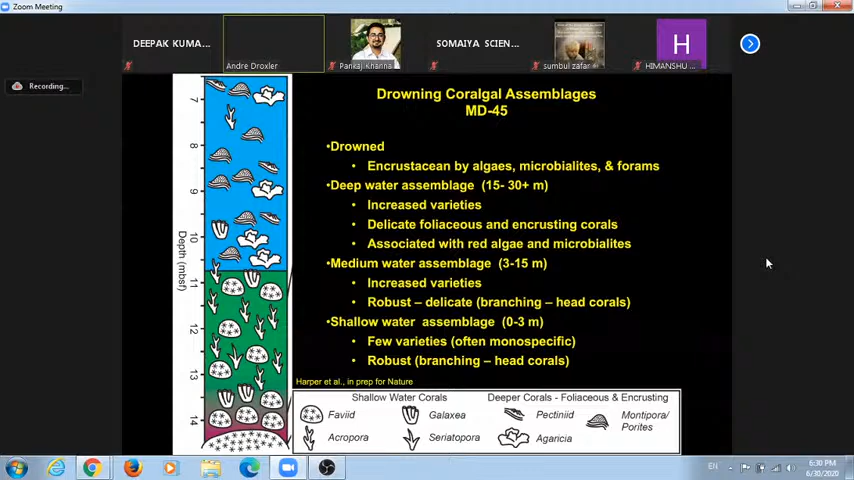 Zoom Meeting
DEEPAK KUMA...
SOMAIYA SCIEN...
H
Andre Droxler
Pankaj Khanna
sumbul zafar
HIMANSHU ...
Recording...
Drowning Coralgal Assemblages
MD-45
•Drowned
• Encrustacean by algaes, microbialites, & forams
•Deep water assemblage (15- 30+ m)
• Increased varieties
• Delicate foliaceous and encrusting corals
• Associated with red algae and microbialites
•Medium water assemblage (3-15 m)
• Increased varieties
• Robust – delicate (branching – head corals)
•Shallow water assemblage (0-3 m)
• Few varieties (often monospecific)
• Robust (branching – head corals)
7
8
9
10
11
12
13
14
Depth (mbsf)
Harper et al., in prep for Nature
Shallow Water Corals
Deeper Corals - Foliaceous & Encrusting
Faviid
Galaxea
Pectiniid
Montipora/
Porites
Acropora
Seriatopora
Agaricia
EN
6:30 PM
6/30/2020